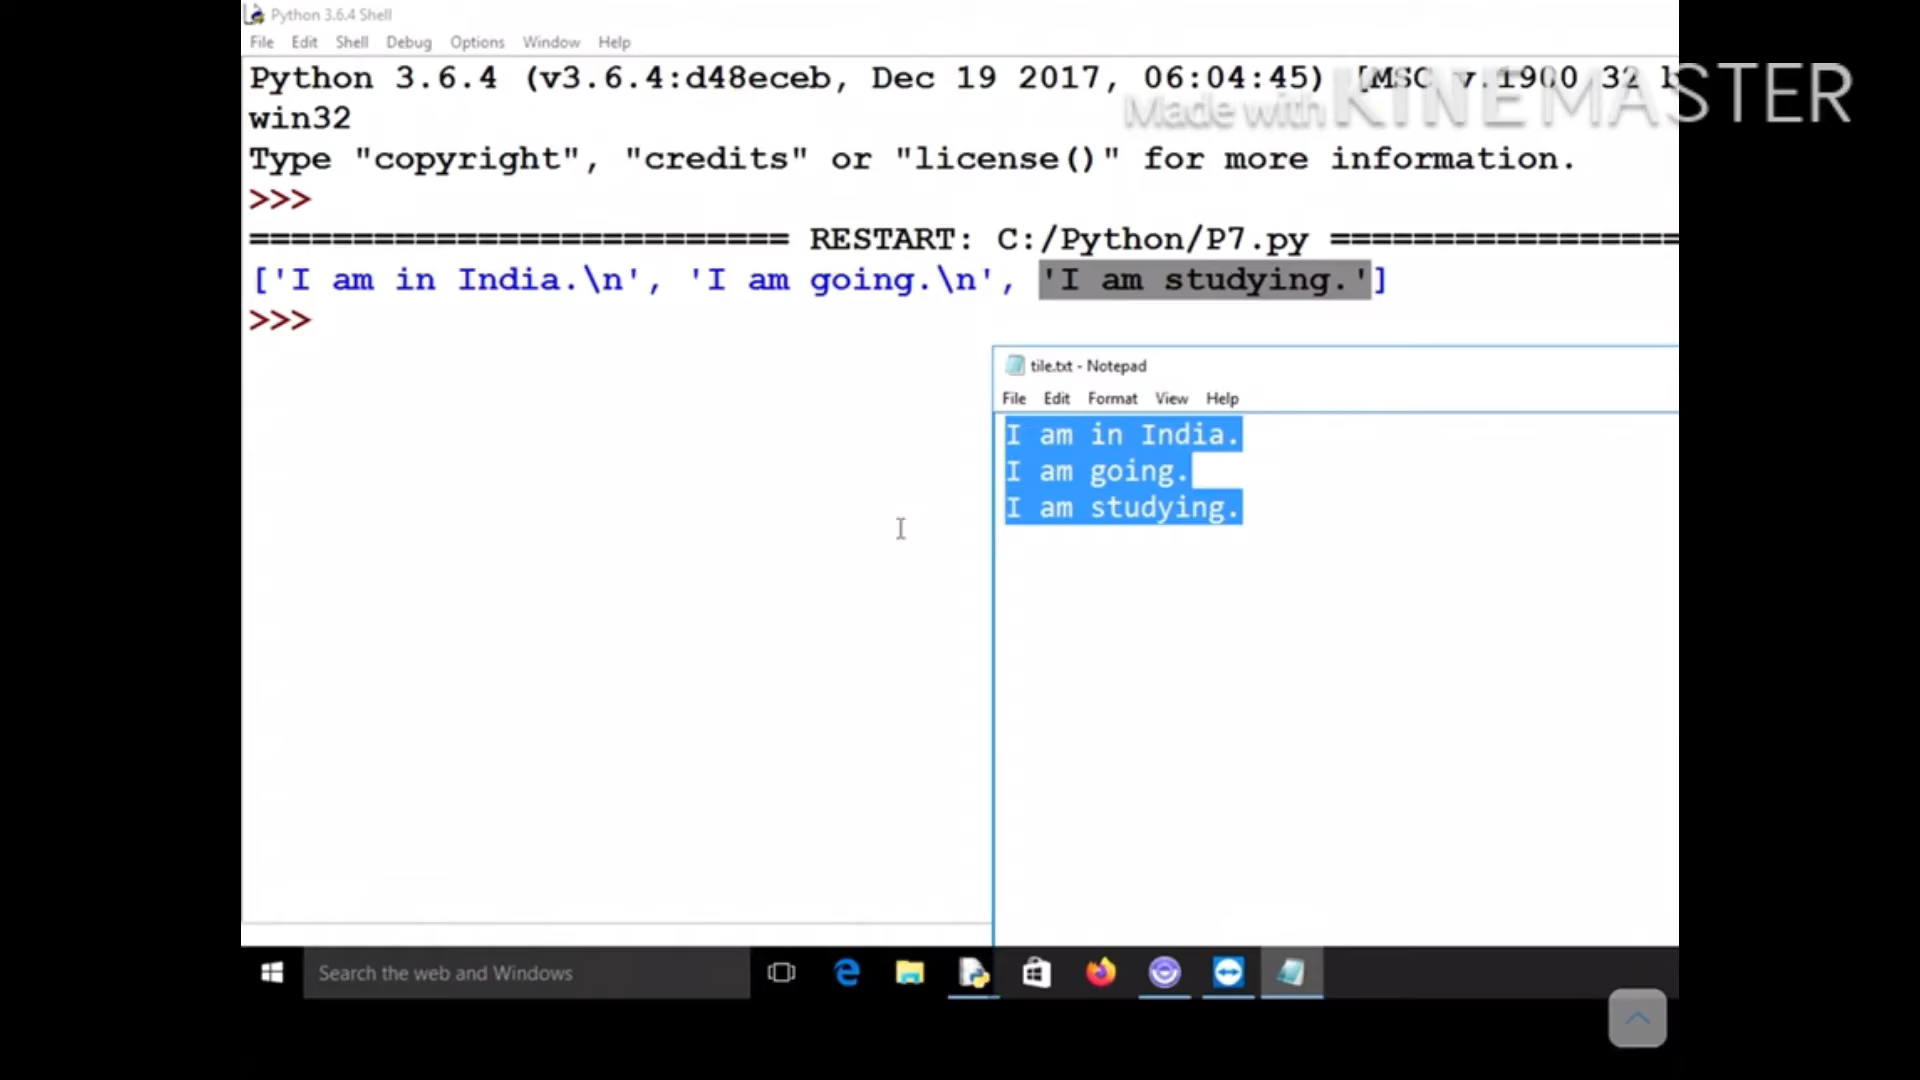 Python 3.6.4 Shell
File Edit Shell Debug Options Window Help
Python 3.6.4 (v3.6.4:d48eceb, Dec 19 2017, 06:04:45) [MSC v.1900 32 b
win32
Made with KINEMASTER
Type "copyright", "credits" or "license()" for more information.
>>>
========================== RESTART: C:/Python/P7.py =================
['I am in India.\n', 'I am going.\n', 'I am studying.']
>>>
tile.txt - Notepad
File Edit Format View Help
I am in India.
I am going.
I am studying.
Search the web and Windows